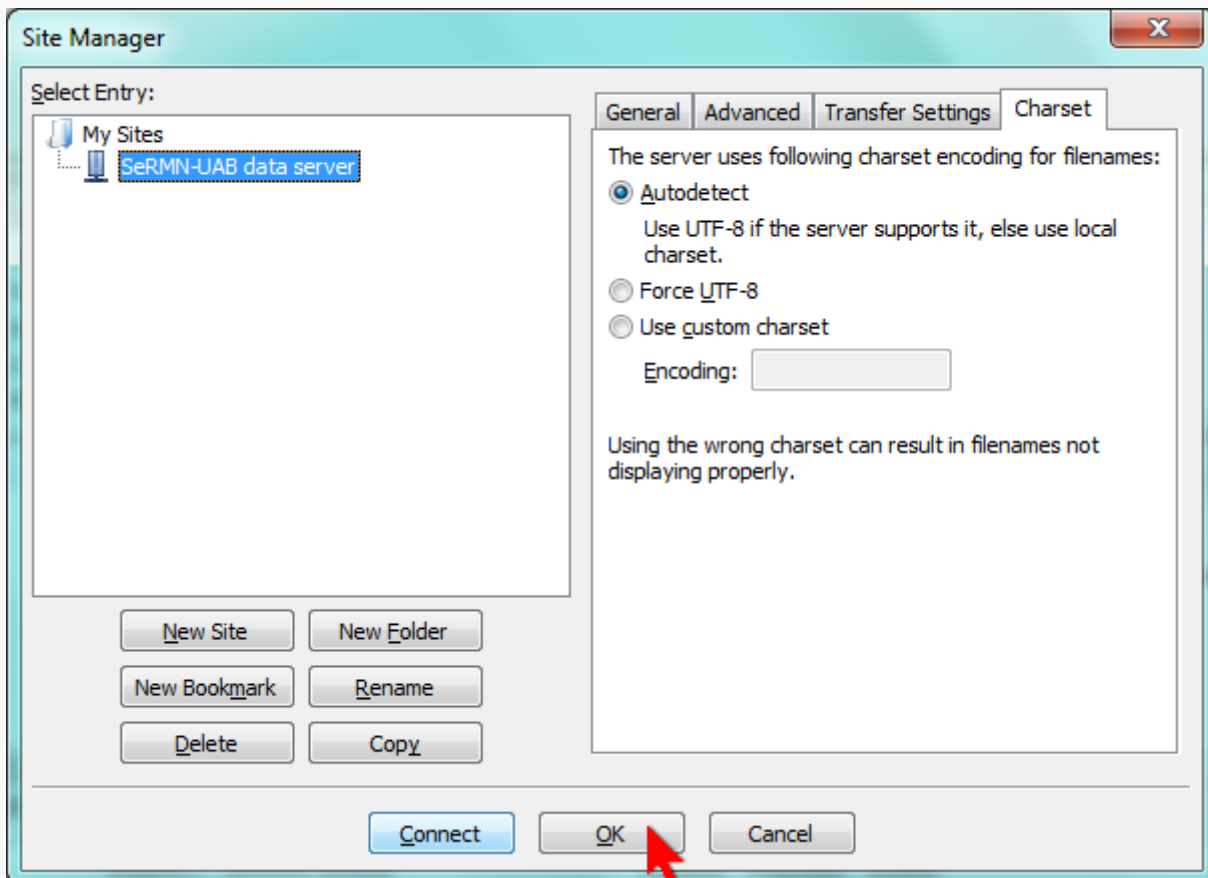 Site Manager
Select Entry:
My Sites
SeRMN-UAB data server
New Site
New Folder
New Bookmark
Rename
Delete
Copy
General
Advanced
Transfer Settings
Charset
The server uses following charset encoding for filenames:
Autodetect
Use UTF-8 if the server supports it, else use local
charset.
Force UTF-8
Use custom charset
Encoding:
Using the wrong charset can result in filenames not
displaying properly.
Connect
OK
Cancel